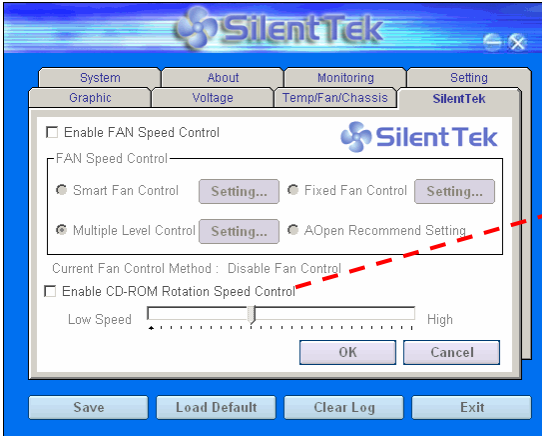 SilentTek
System About Monitoring Setting
Graphic Voltage Temp/Fan/Chassis SilentTek
Enable FAN Speed Control
SilentTek
FAN Speed Control
Smart Fan Control Setting... Fixed Fan Control Setting...
Multiple Level Control Setting... AOpen Recommend Setting
Current Fan Control Method : Disable Fan Control
Enable CD-ROM Rotation Speed Control
Low Speed High
OK Cancel
Save Load Default Clear Log Exit